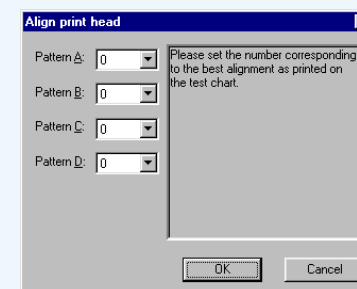 Align print head
Pattern A: 0
Please set the number corresponding
to the best alignment as printed on
the test chart.
Pattern B: 0
Pattern C: 0
Pattern D: 0
OK
Cancel